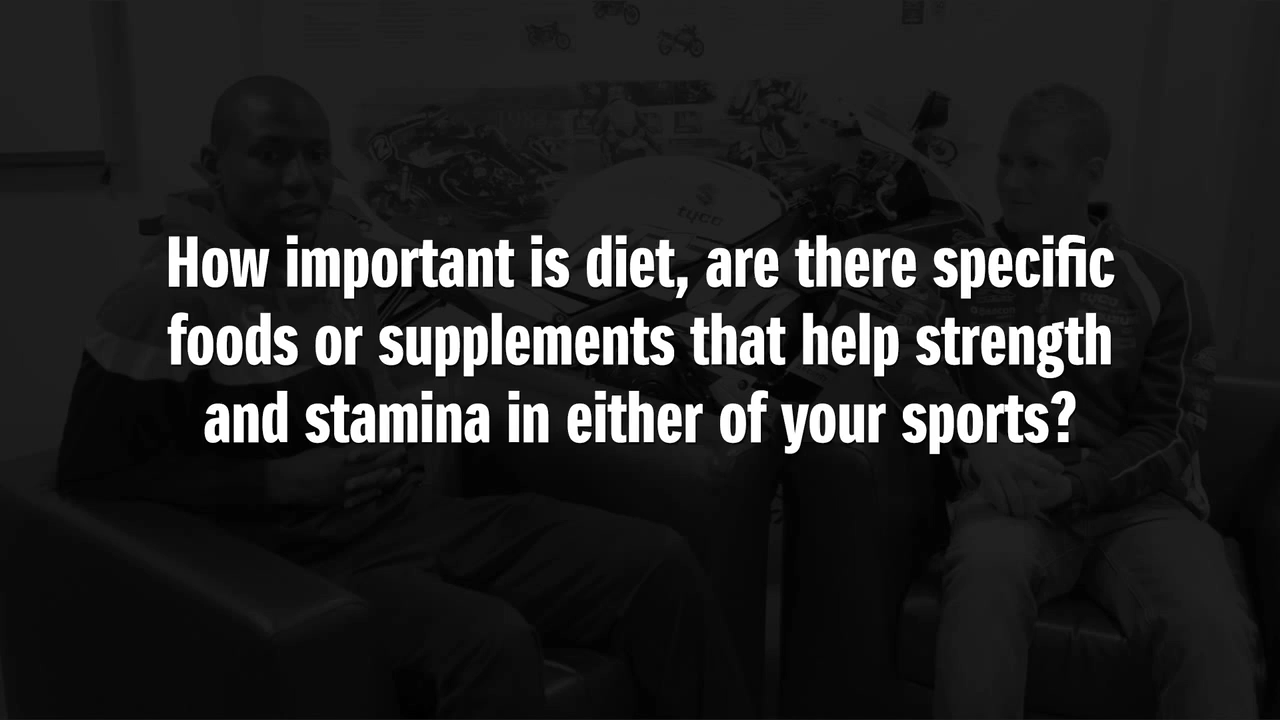 tyco
How important is diet, are there specific
foods or supplements that help strength
and stamina in either of your sports?